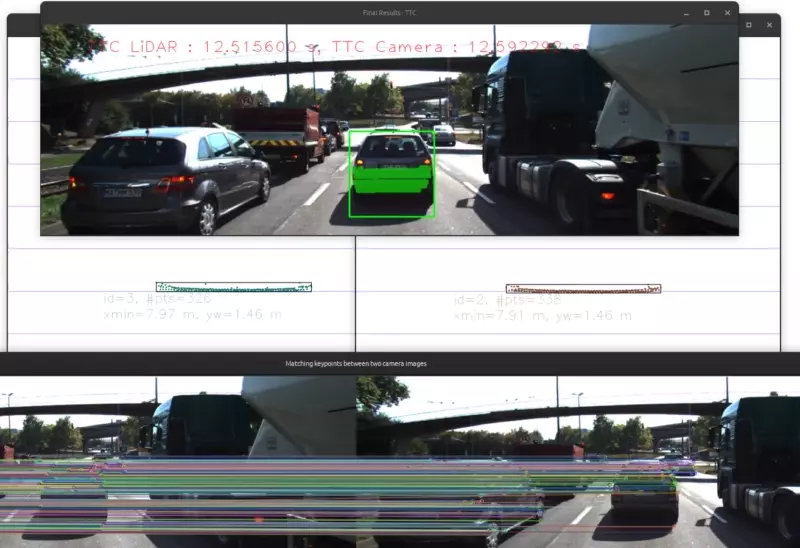 Final Results : TTC
TTC LiDAR : 12.515600 s, TTC Camera : 12.592292 s
id=3, #pts=326
xmin=7.97 m, yw=1.46 m
id=2, #pts=338
xmin=7.91 m, yw=1.46 m
Matching keypoints between two camera images